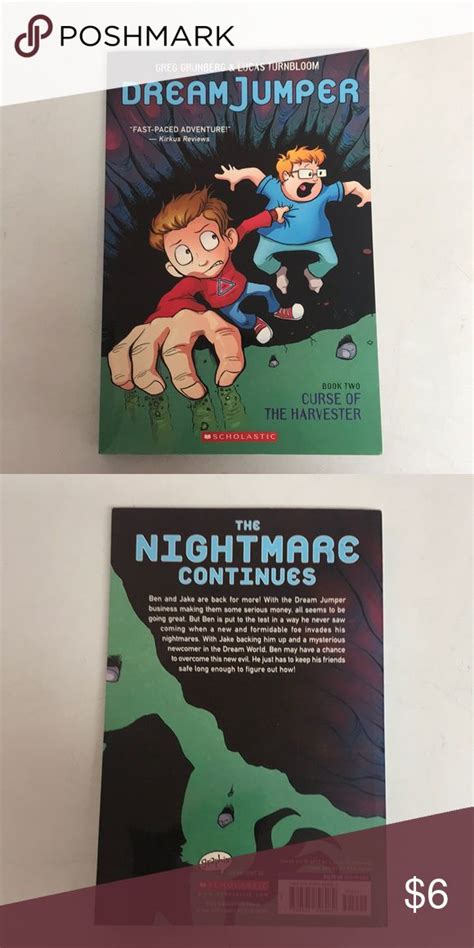 POSHMARK
GREG GRUNBERG & LUCAS TURNBLOOM
DREAM JUMPER
"FAST-PACED ADVENTURE!"
— Kirkus Reviews
BOOK TWO
CURSE OF
THE HARVESTER
SCHOLASTIC
THE
NIGHTMARE
CONTINUES
Ben and Jake are back for more! With the Dream Jumper
business making them some serious money, all seems to be
going great. But Ben is put to the test in a way he never saw
coming when a new and formidable foe invades his
nightmares. With Jake backing him up and a mysterious
newcomer in the Dream World, Ben may have a chance
to overcome this new evil. He just has to keep his friends
safe long enough to figure out how!
SCHOLASTIC
$6